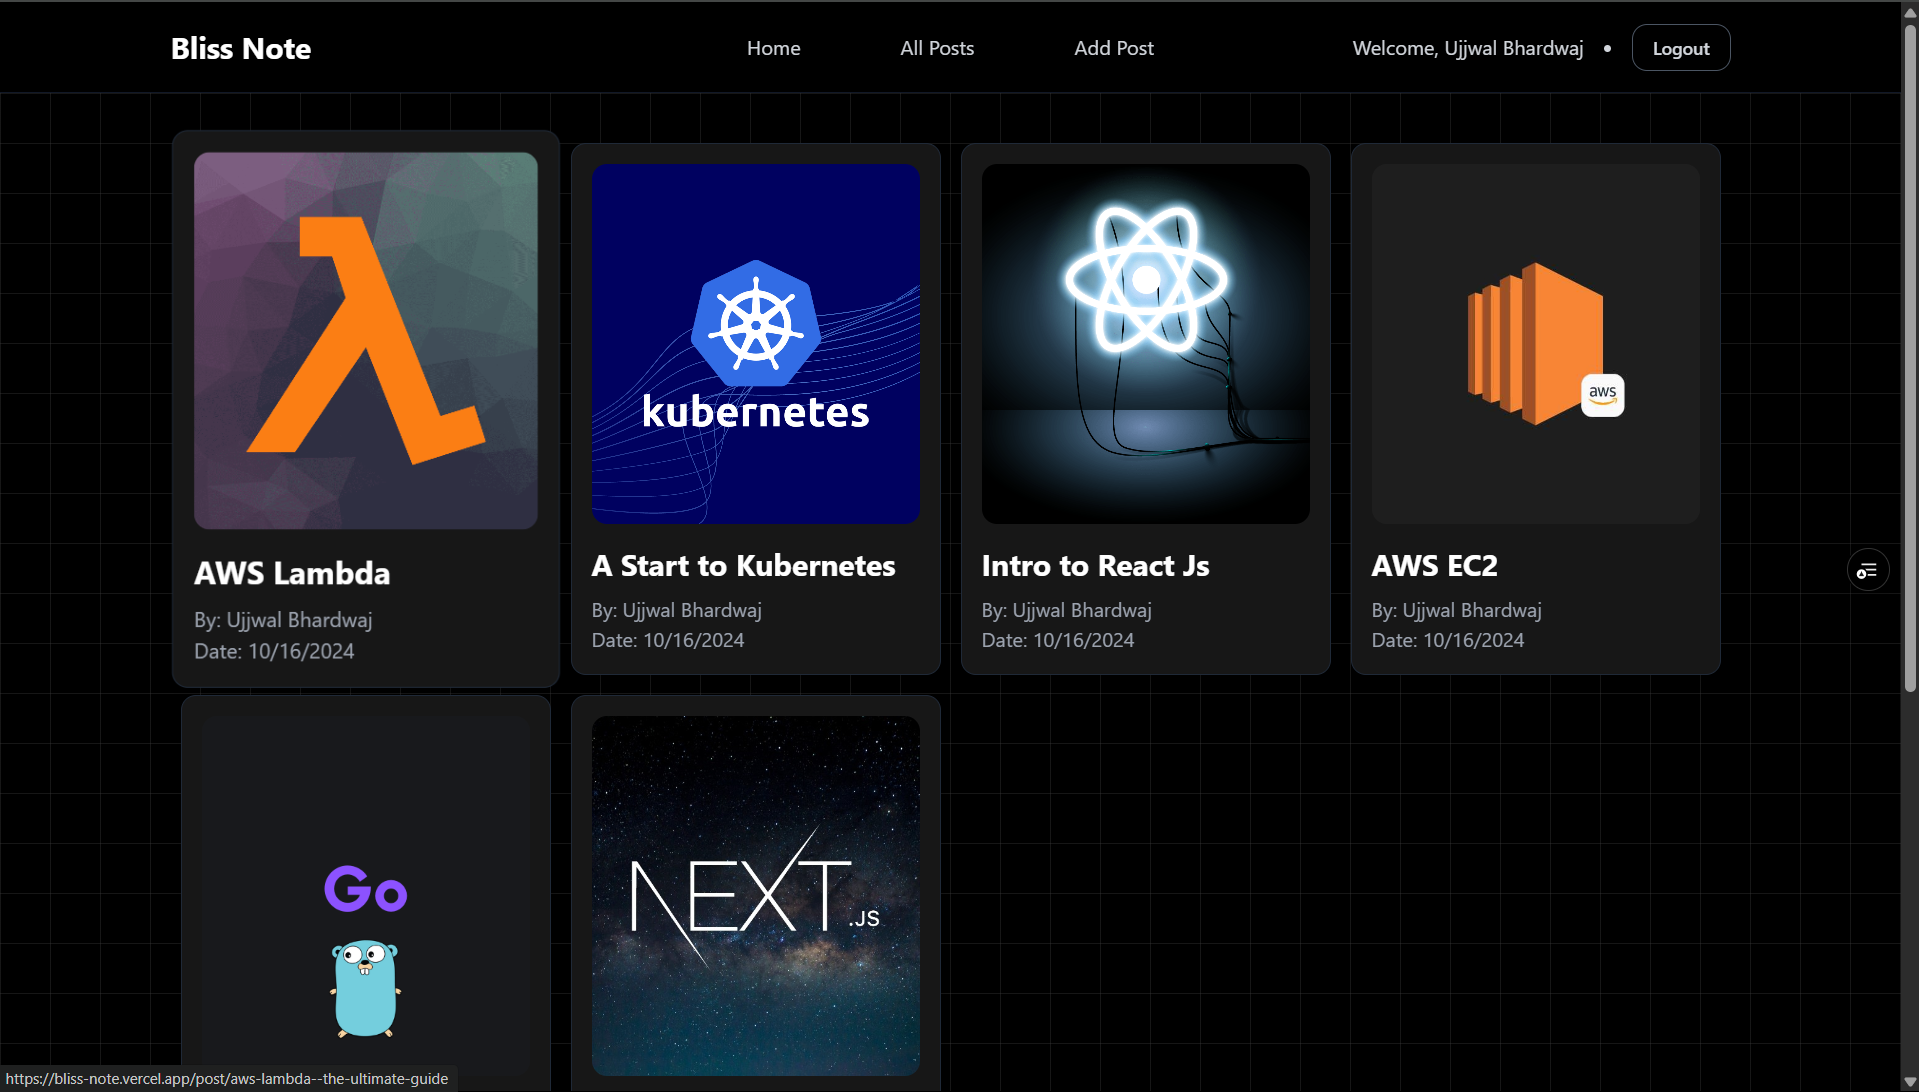 Bliss Note
Home
All Posts
Add Post
Welcome, Ujjwal Bhardwaj
Logout
AWS Lambda
By: Ujjwal Bhardwaj
Date: 10/16/2024
kubernetes
A Start to Kubernetes
By: Ujjwal Bhardwaj
Date: 10/16/2024
Intro to React Js
By: Ujjwal Bhardwaj
Date: 10/16/2024
aws
AWS EC2
By: Ujjwal Bhardwaj
Date: 10/16/2024
Go
NEXT.JS
https://bliss-note.vercel.app/post/aws-lambda--the-ultimate-guide